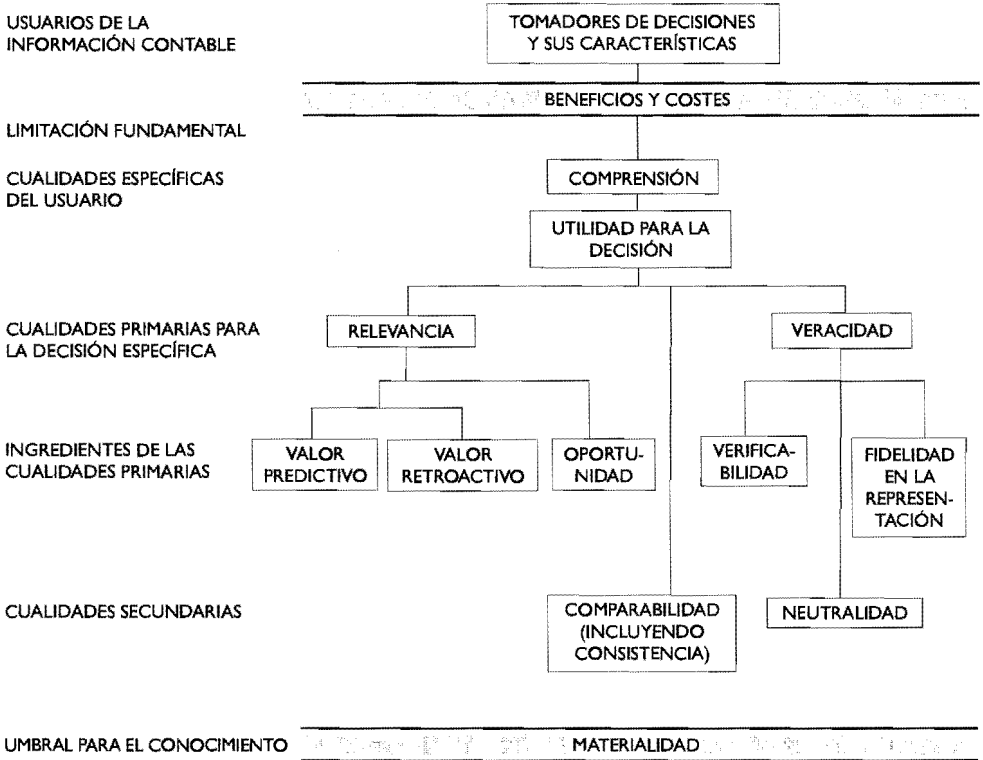 USUARIOS DE LA
INFORMACIÓN CONTABLE
TOMADORES DE DECISIONES
Y SUS CARACTERÍSTICAS
BENEFICIOS Y COSTES
LIMITACIÓN FUNDAMENTAL
CUALIDADES ESPECÍFICAS
DEL USUARIO
COMPRENSIÓN
UTILIDAD PARA LA
DECISIÓN
CUALIDADES PRIMARIAS PARA
LA DECISIÓN ESPECÍFICA
RELEVANCIA
VERACIDAD
INGREDIENTES DE LAS
CUALIDADES PRIMARIAS
VALOR
PREDICTIVO
VALOR
RETROACTIVO
OPORTU-
NIDAD
VERIFICA-
BILIDAD
FIDELIDAD
EN LA
REPRESEN-
TACIÓN
CUALIDADES SECUNDARIAS
COMPARABILIDAD
(INCLUYENDO
CONSISTENCIA)
NEUTRALIDAD
UMBRAL PARA EL CONOCIMIENTO
MATERIALIDAD